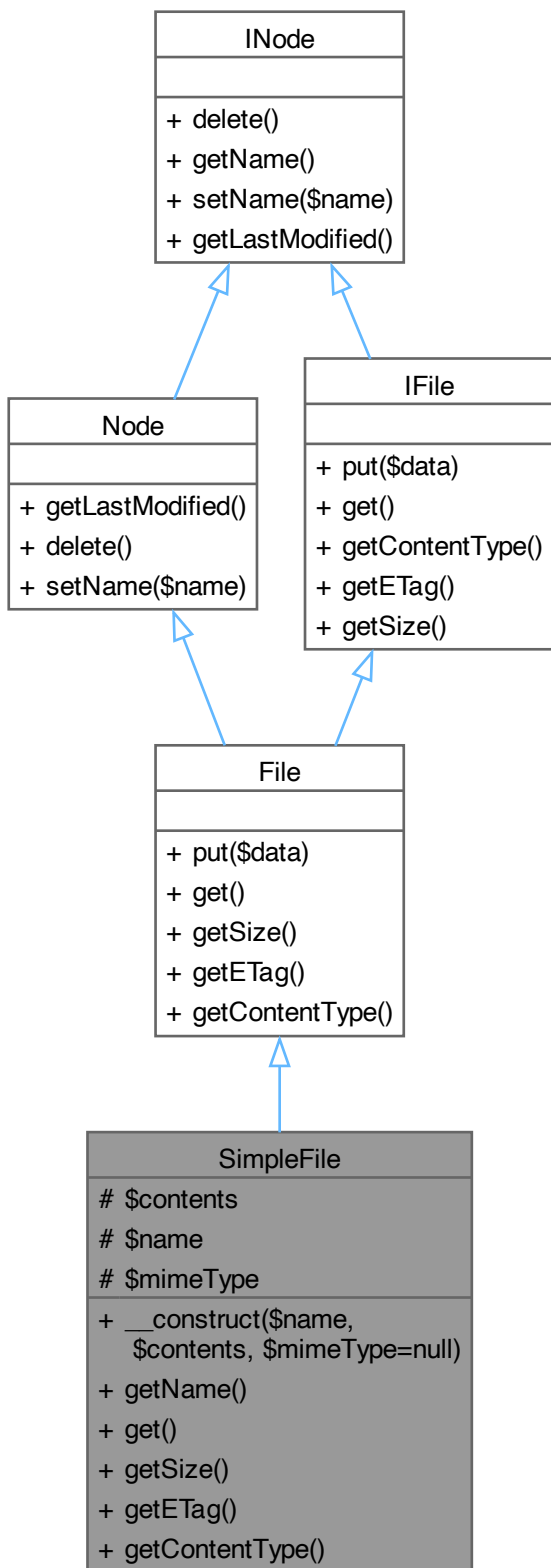 INode
+ delete()
+ getName()
+ setName($name)
+ getLastModified()
Node
+ getLastModified()
+ delete()
+ setName($name)
IFile
+ put($data)
+ get()
+ getContentType()
+ getETag()
+ getSize()
File
+ put($data)
+ get()
+ getSize()
+ getETag()
+ getContentType()
SimpleFile
# $contents
# $name
# $mimeType
+ __construct($name,
$contents, $mimeType=null)
+ getName()
+ get()
+ getSize()
+ getETag()
+ getContentType()